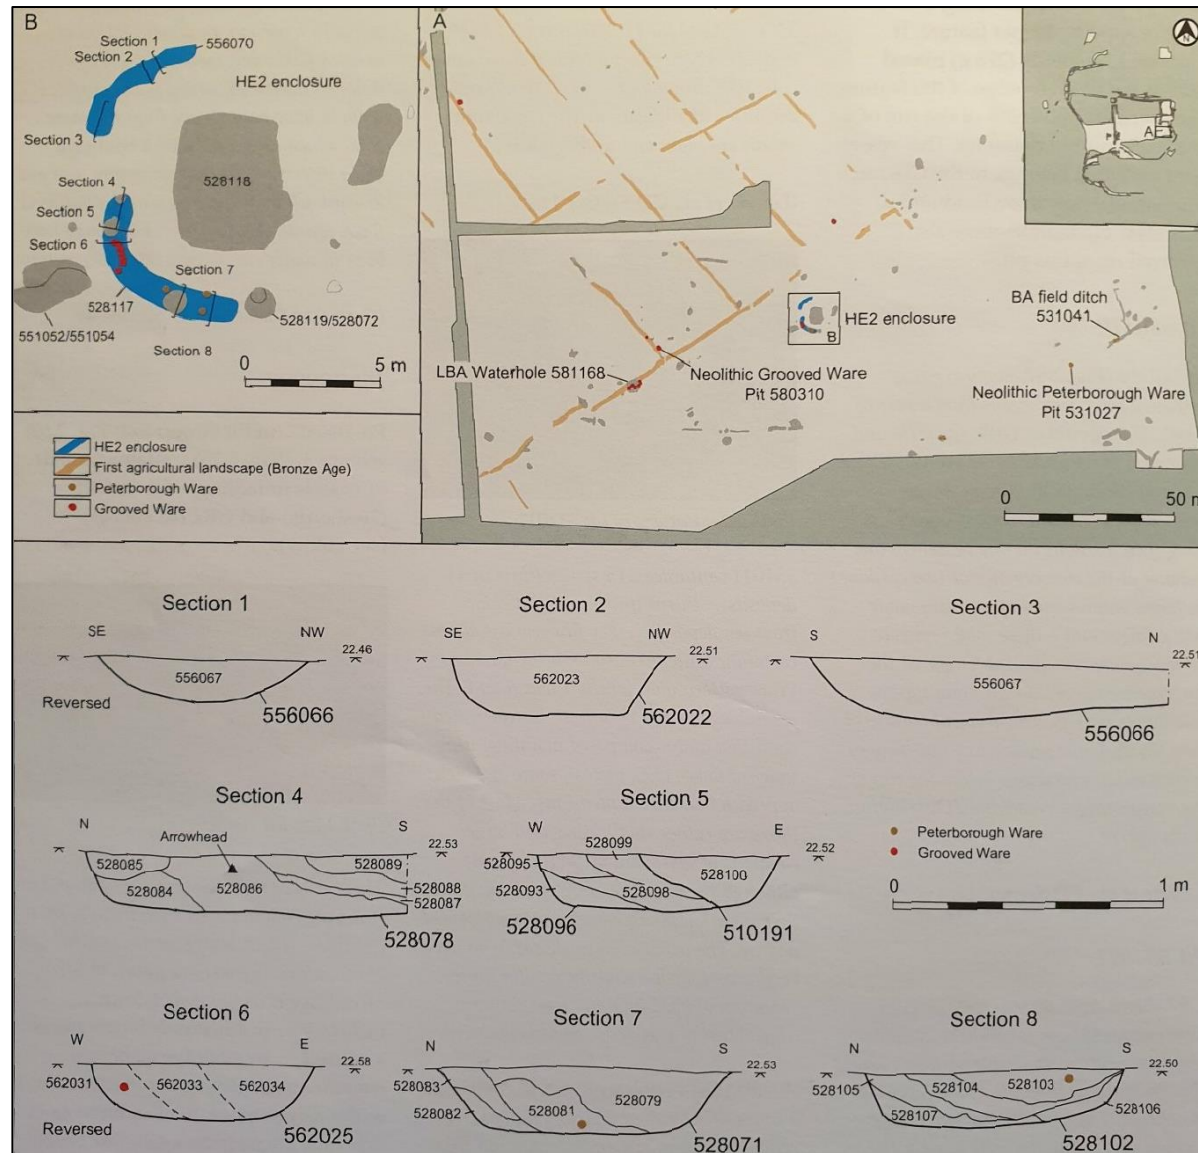 B
Section 1
556070
Section 2
HE2 enclosure
Section 3
528118
Section 4
Section 5
Section 6
Section 7
528117
528119/528072
551052/551054
Section 8
0 5 m
HE2 enclosure
First agricultural landscape (Bronze Age)
Peterborough Ware
Grooved Ware
A
N
A
BA field ditch
531041
HE2 enclosure
B
LBA Waterhole 581168
Neolithic Grooved Ware
Pit 580310
Neolithic Peterborough Ware
Pit 531027
0 50 m
Section 1
SE NW 22.46
556067
Reversed
556066
Section 2
SE NW 22.51
562023
562022
Section 3
S N 22.51
556067
556066
Section 4
N S 22.53
Arrowhead
528085
528089
528084
528086
528088
528087
528078
Section 5
W E 22.52
528099
528095
528100
528093
528098
528096
510191
Peterborough Ware
Grooved Ware
0 1 m
Section 6
W E 22.58
562031
562033
562034
Reversed
562025
Section 7
N S 22.53
528083
528082
528081
528079
528071
Section 8
N S 22.50
528105
528104
528103
528107
528106
528102